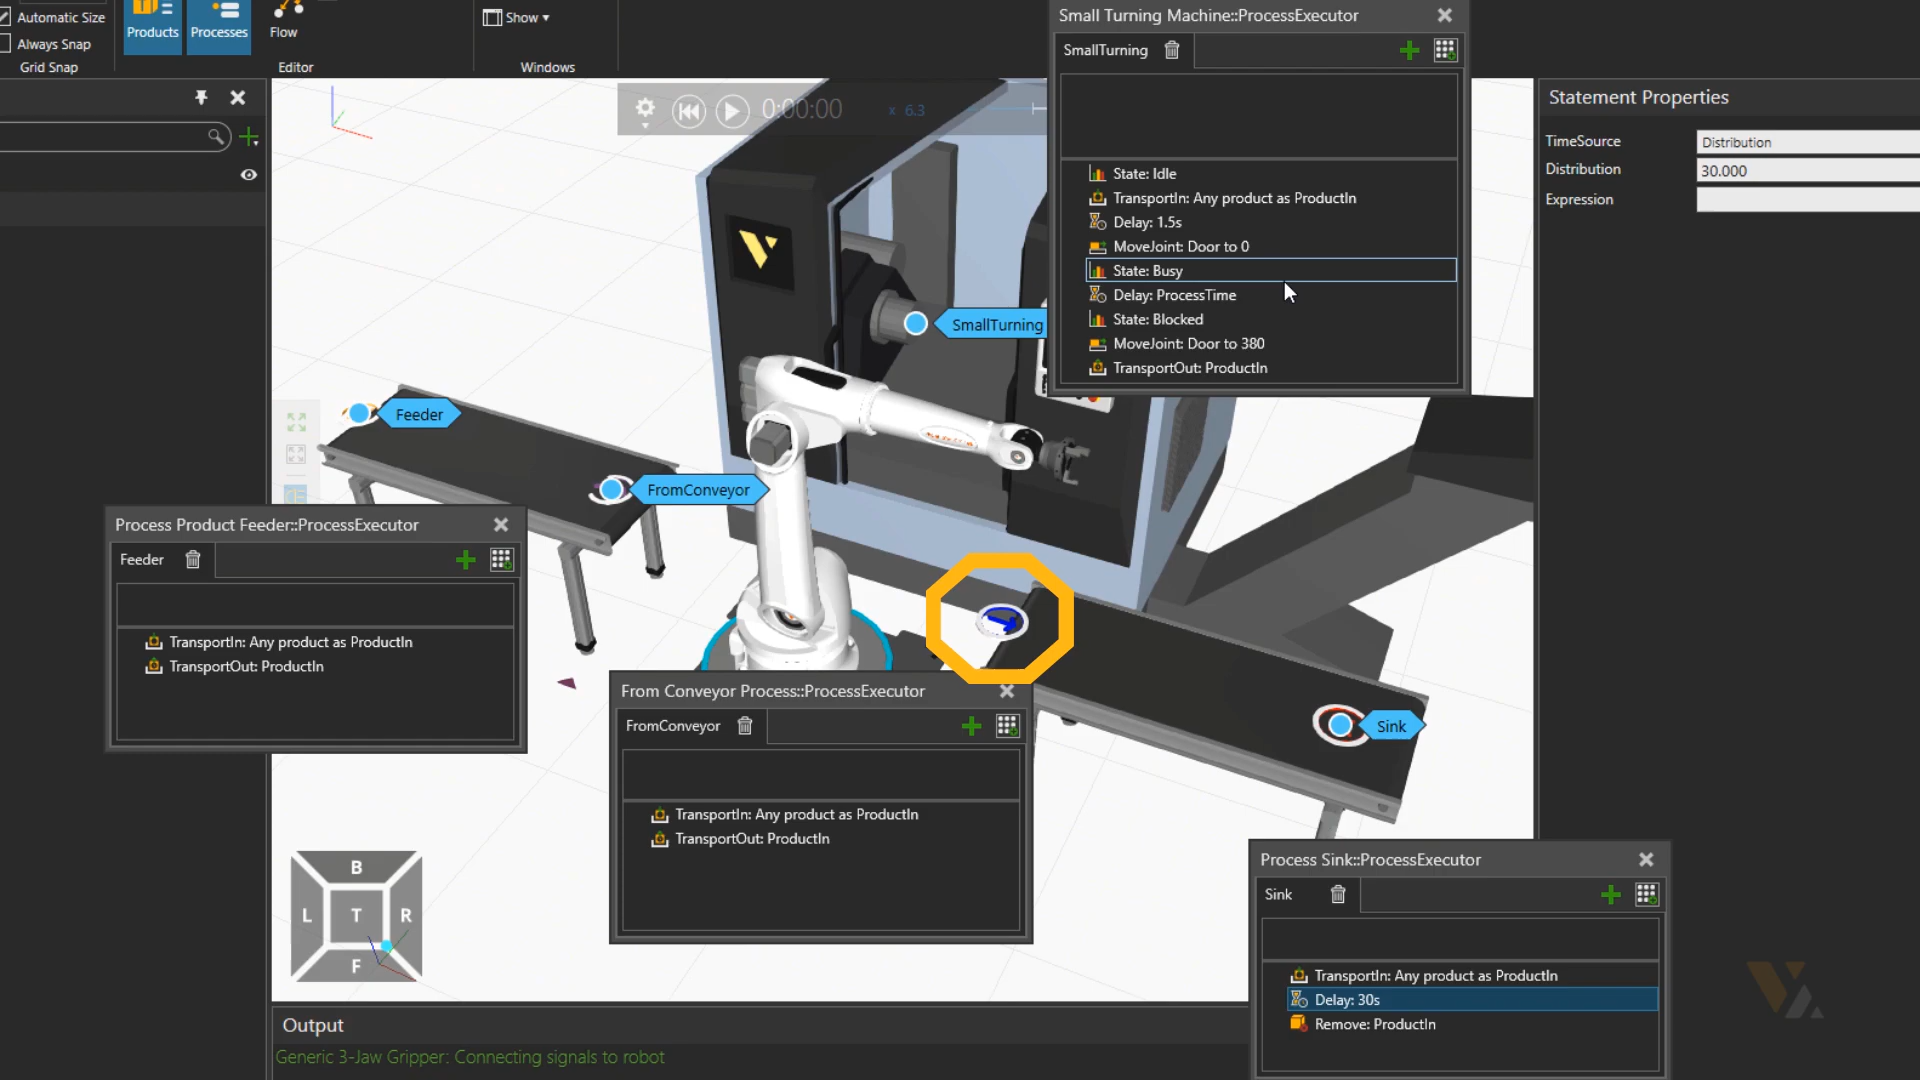 Automatic Size
Always Snap
Grid Snap
Products
Processes
Flow
Editor
Show
Windows
Small Turning Machine::ProcessExecutor
SmallTurning
State: Idle
TransportIn: Any product as ProductIn
Delay: 1.5s
MoveJoint: Door to 0
State: Busy
Delay: ProcessTime
State: Blocked
MoveJoint: Door to 380
TransportOut: ProductIn
Statement Properties
TimeSource
Distribution
Distribution
30.000
Expression
0:00:00
x 6.3
SmallTurning
Feeder
FromConveyor
Sink
Process Product Feeder::ProcessExecutor
Feeder
TransportIn: Any product as ProductIn
TransportOut: ProductIn
From Conveyor Process::ProcessExecutor
FromConveyor
TransportIn: Any product as ProductIn
TransportOut: ProductIn
Process Sink::ProcessExecutor
Sink
TransportIn: Any product as ProductIn
Delay: 30s
Remove: ProductIn
B
L T R
F
Output
Generic 3-Jaw Gripper: Connecting signals to robot